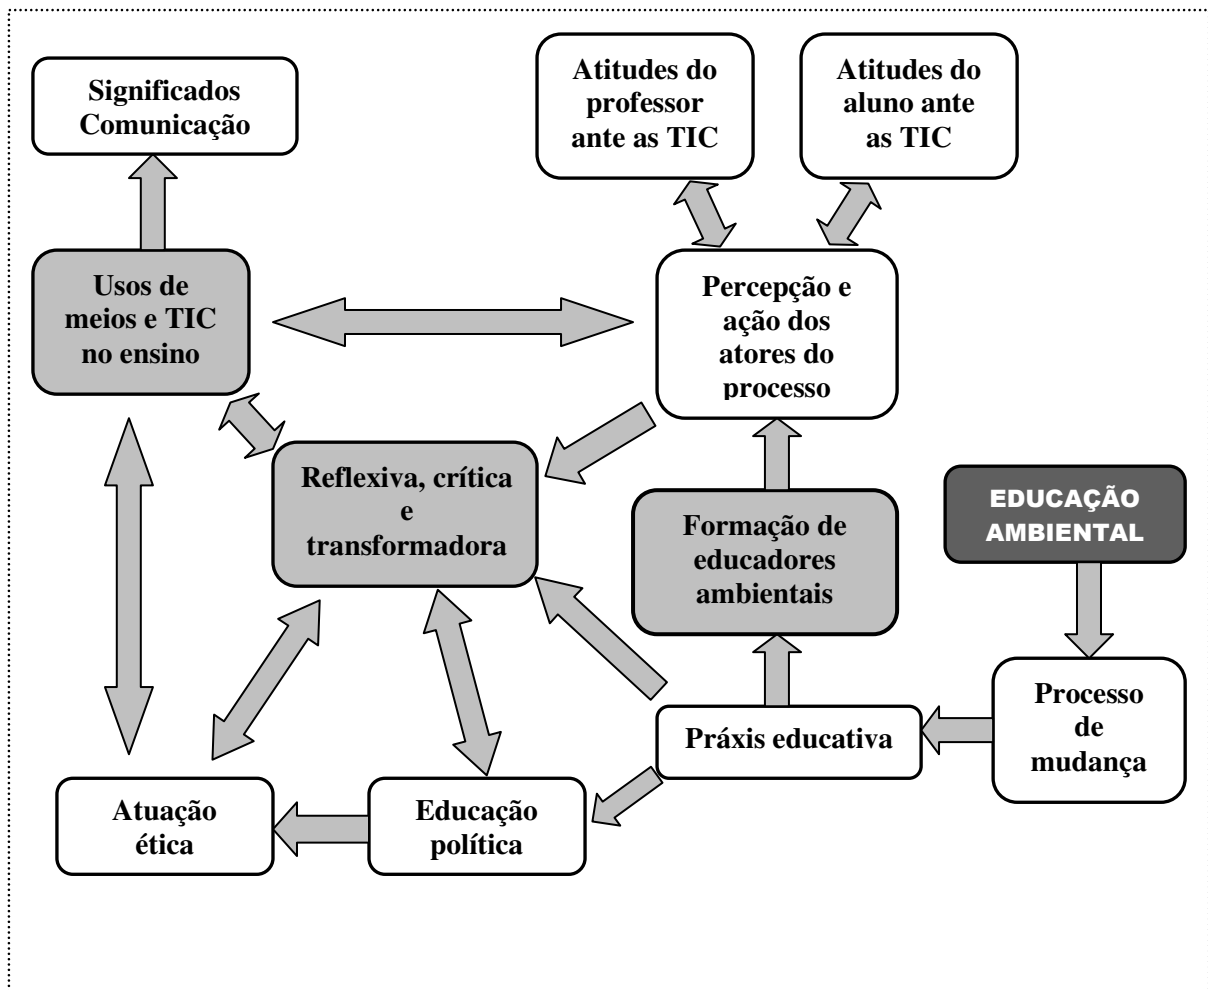 Significados
Comunicação
Atitudes do
professor
ante as TIC
Atitudes do
aluno ante
as TIC
Usos de
meios e TIC
no ensino
Percepção e
ação dos
atores do
processo
Reflexiva, crítica
e
transformadora
Formação de
educadores
ambientais
EDUCAÇÃO
AMBIENTAL
Processo
de
mudança
Práxis educativa
Atuação
ética
Educação
política